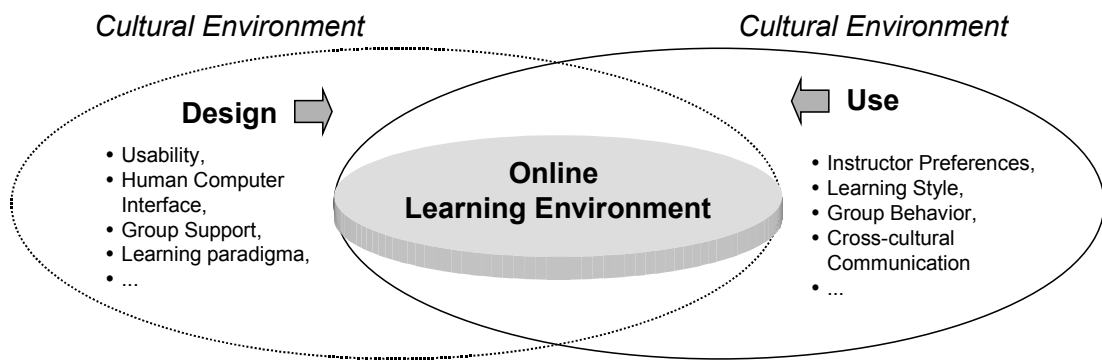 Cultural Environment
Cultural Environment
Design
• Usability,
• Human Computer
Interface,
• Group Support,
• Learning paradigma,
• ...
Online
Learning Environment
Use
• Instructor Preferences,
• Learning Style,
• Group Behavior,
• Cross-cultural
Communication
• ...